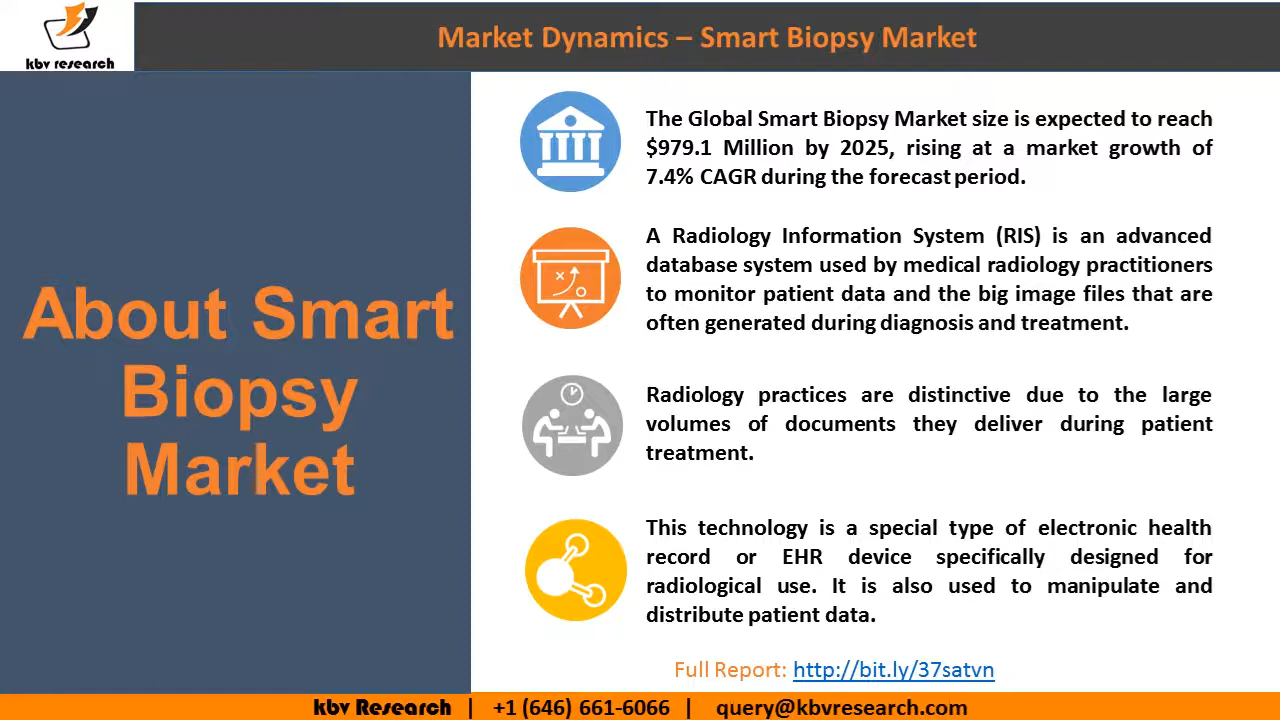 kbv research
Market Dynamics – Smart Biopsy Market
About Smart
Biopsy
Market
The Global Smart Biopsy Market size is expected to reach
$979.1 Million by 2025, rising at a market growth of
7.4% CAGR during the forecast period.
A Radiology Information System (RIS) is an advanced
database system used by medical radiology practitioners
to monitor patient data and the big image files that are
often generated during diagnosis and treatment.
Radiology practices are distinctive due to the large
volumes of documents they deliver during patient
treatment.
This technology is a special type of electronic health
record or EHR device specifically designed for
radiological use. It is also used to manipulate and
distribute patient data.
Full Report: http://bit.ly/37satvn
kbv Research | +1 (646) 661-6066 | query@kbvresearch.com